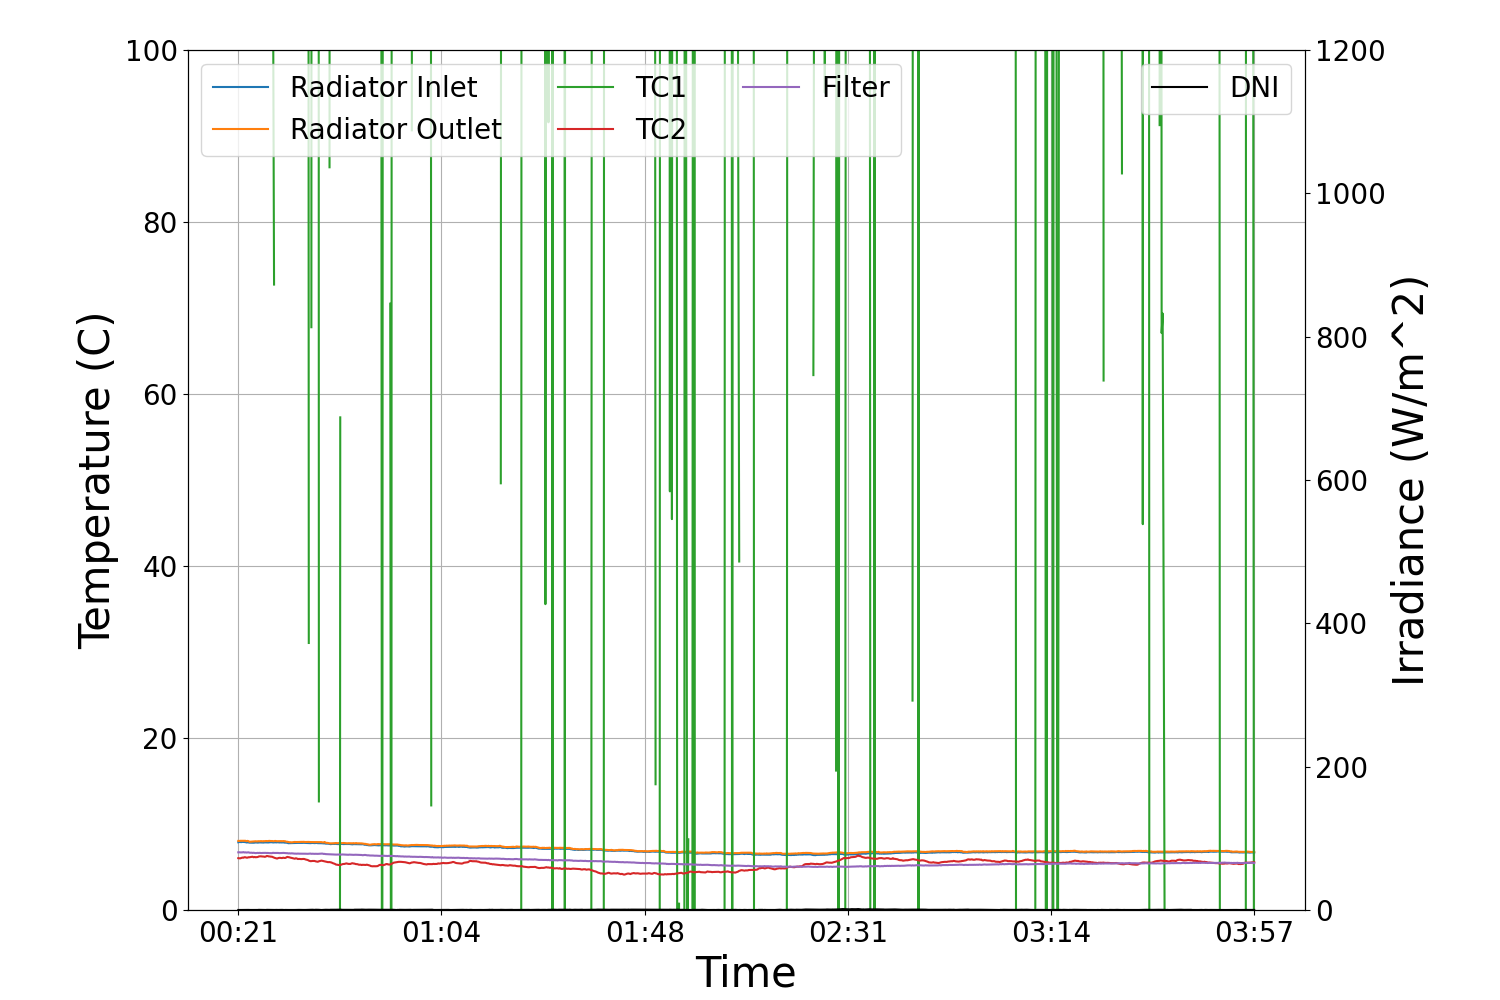 Radiator Inlet
Radiator Outlet
TC1
TC2
Filter
DNI
100
80
60
40
20
0
Temperature (C)
1200
1000
800
600
400
200
0
Irradiance (W/m^2)
00:21
01:04
01:48
02:31
03:14
03:57
Time